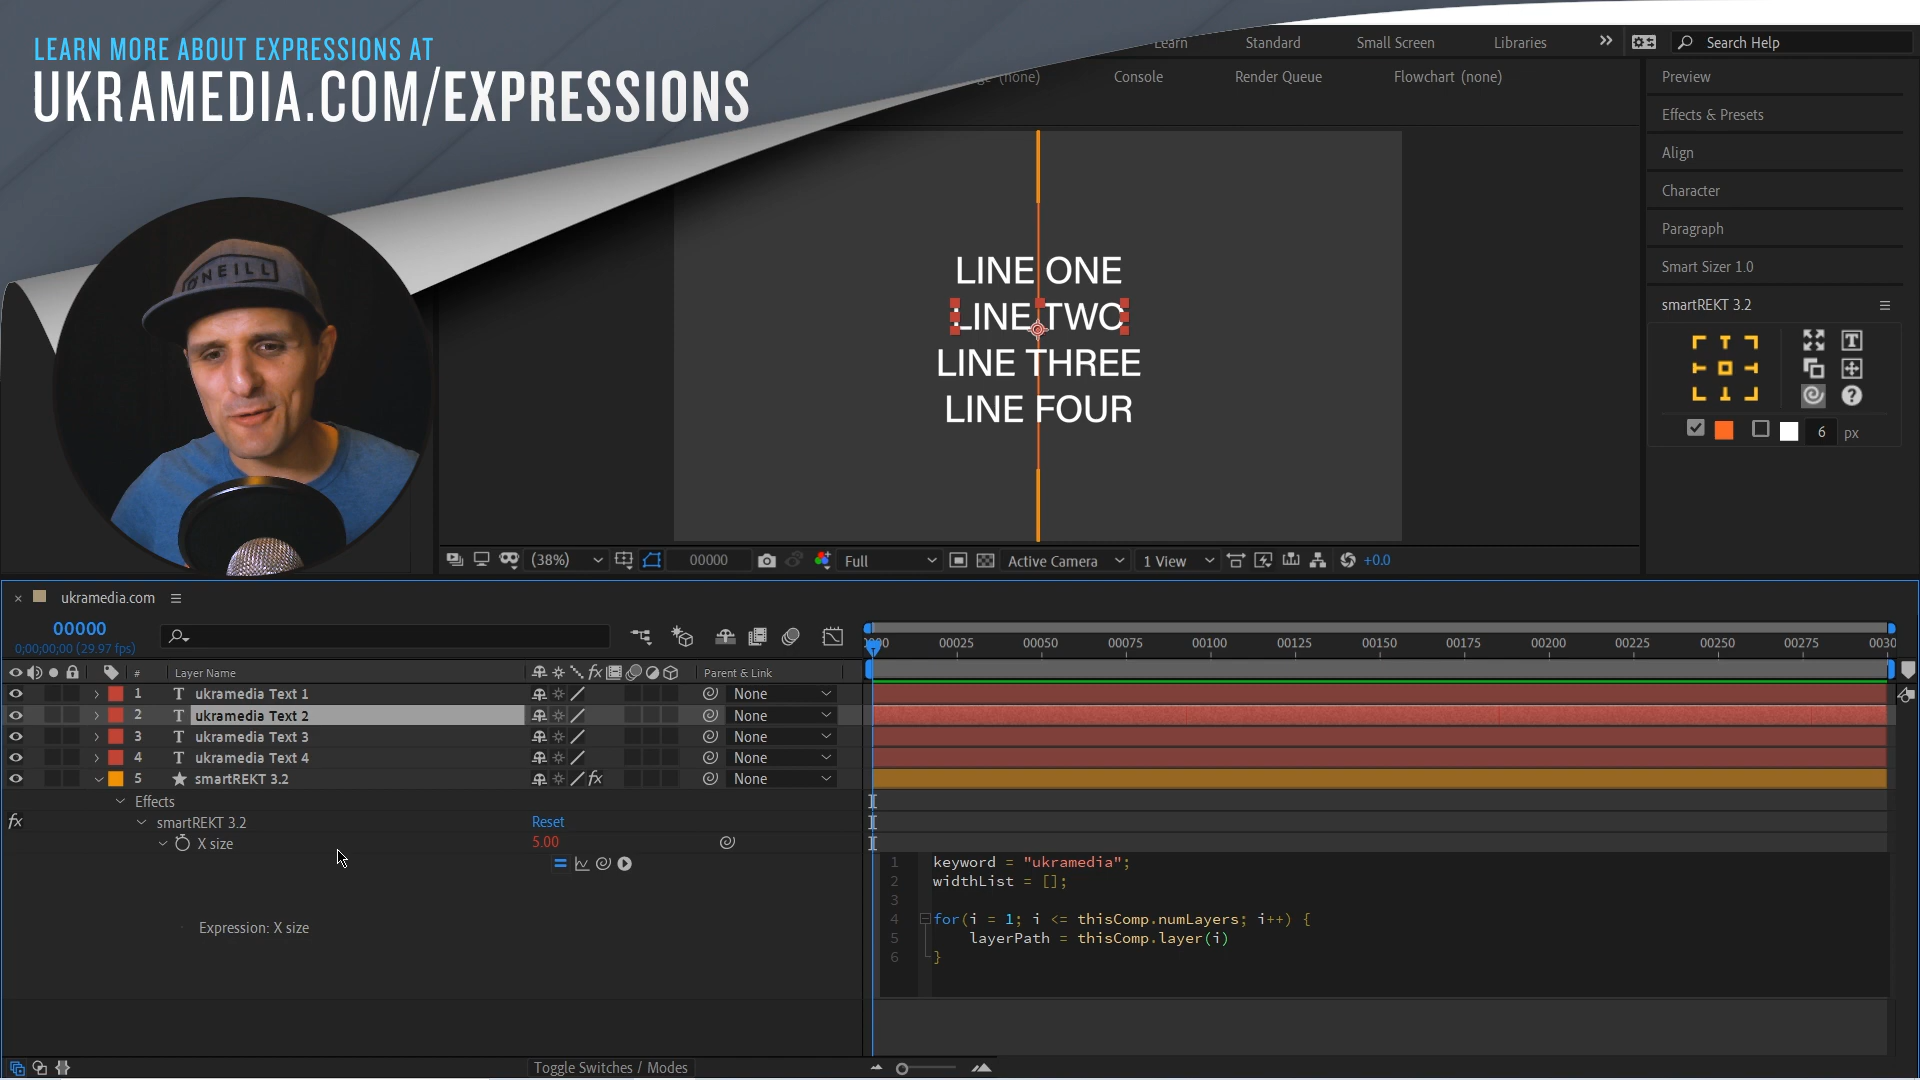 LEARN MORE ABOUT EXPRESSIONS AT
UKRAMEDIA.COM/EXPRESSIONS
O'NEILL
Learn Standard Small Screen Libraries Search Help
(none) Console Render Queue Flowchart (none)
Preview
Effects & Presets
Align
Character
Paragraph
Smart Sizer 1.0
smartREKT 3.2
6 px
LINE ONE
LINE TWO
LINE THREE
LINE FOUR
(38%) 00000 Full Active Camera 1 View +0.0
ukramedia.com
00000
0;00;00;00 (29.97 fps)
00025 00050 00075 00100 00125 00150 00175 00200 00225 00250 00275 0030
# Layer Name Parent & Link
1 T ukramedia Text 1 None
2 T ukramedia Text 2 None
3 T ukramedia Text 3 None
4 T ukramedia Text 4 None
5 smartREKT 3.2 fx None
Effects
fx smartREKT 3.2 Reset
X size 5.00
Expression: X size
1 keyword = "ukramedia";
2 widthList = [];
3
4 for(i = 1; i <= thisComp.numLayers; i++) {
5 layerPath = thisComp.layer(i)
6 }
Toggle Switches / Modes